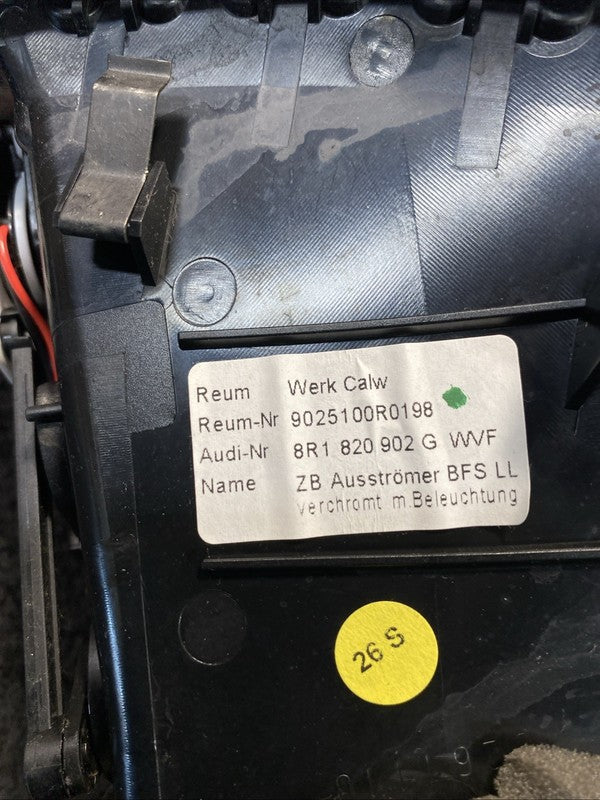 Reum Werk Calw
Reum-Nr 9025100R0198
Audi-Nr 8R1 820 902 G WVF
Name ZB Ausströmer BFS LL
Verchromt m.Beleuchtung
26 S